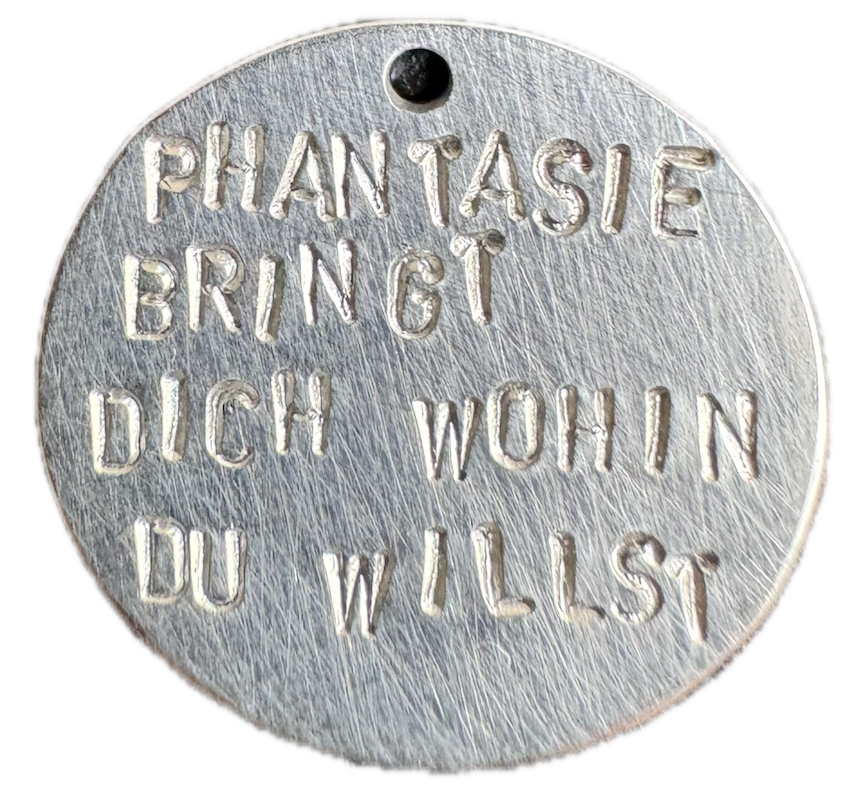 PHANTASIE
BRINGT
DICH WOHIN
DU WILLST